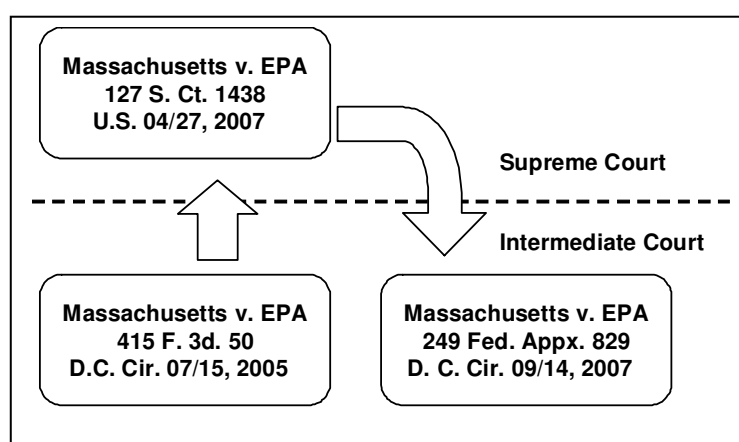 Massachusetts v. EPA
127 S. Ct. 1438
U.S. 04/27, 2007
Supreme Court
Intermediate Court
Massachusetts v. EPA
415 F. 3d. 50
D.C. Cir. 07/15, 2005
Massachusetts v. EPA
249 Fed. Appx. 829
D. C. Cir. 09/14, 2007